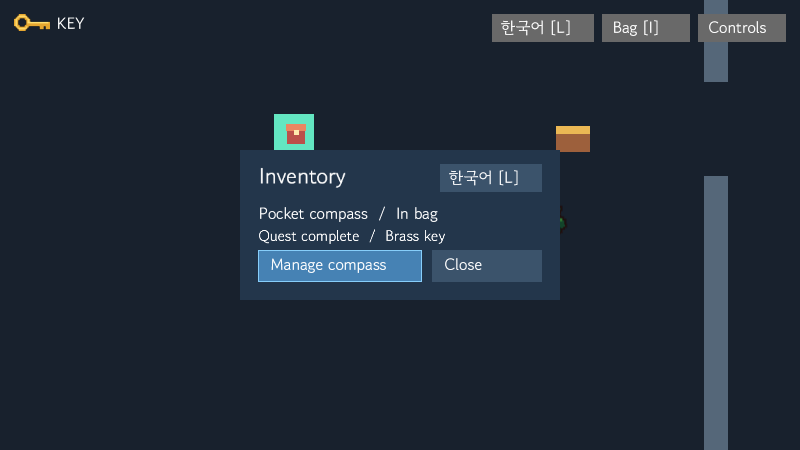 KEY
한국어 [L]
Bag [I]
Controls
Inventory
한국어 [L]
Pocket compass / In bag
Quest complete / Brass key
Manage compass
Close